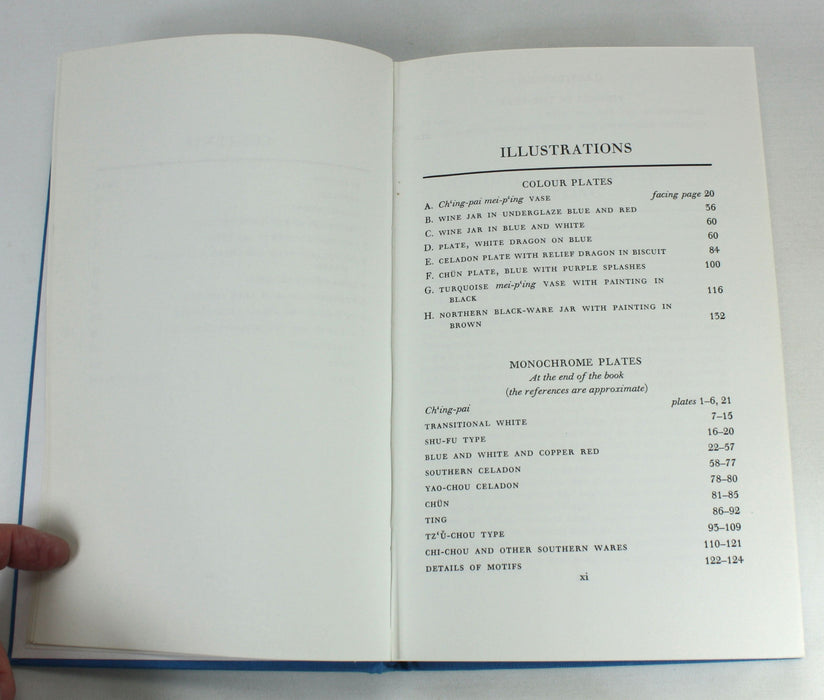 ILLUSTRATIONS
COLOUR PLATES
A. Ch‘ing-pai mei-p‘ing VASE facing page 20
B. WINE JAR IN UNDERGLAZE BLUE AND RED 36
C. WINE JAR IN BLUE AND WHITE 60
D. PLATE, WHITE DRAGON ON BLUE 60
E. CELADON PLATE WITH RELIEF DRAGON IN BISCUIT 84
F. CHÜN PLATE, BLUE WITH PURPLE SPLASHES 100
G. TURQUOISE mei-p‘ing VASE WITH PAINTING IN
BLACK 116
H. NORTHERN BLACK-WARE JAR WITH PAINTING IN
BROWN 132
MONOCHROME PLATES
At the end of the book
(the references are approximate)
Ch‘ing-pai plates 1–6, 21
TRANSITIONAL WHITE 7–15
SHU-FU TYPE 16–20
BLUE AND WHITE AND COPPER RED 22–57
SOUTHERN CELADON 58–77
YAO-CHOU CELADON 78–80
CHÜN 81–85
TING 86–92
TZ‘Ŭ-CHOU TYPE 93–109
CHI-CHOU AND OTHER SOUTHERN WARES 110–121
DETAILS OF MOTIFS 122–124
xi